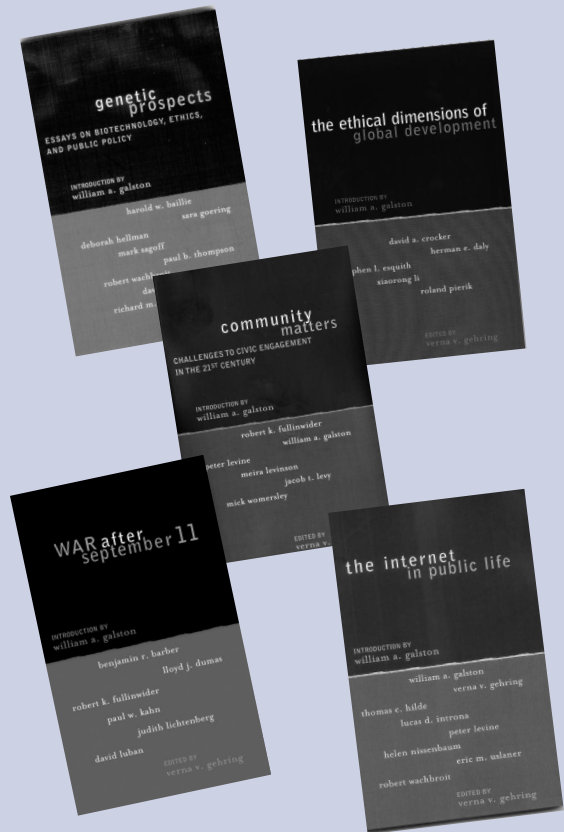 genetic
prospects
ESSAYS ON BIOTECHNOLOGY, ETHICS,
AND PUBLIC POLICY
INTRODUCTION BY
william a. galston
harold w. baillie
sara goering
deborah hellman
mark sagoff
paul b. thompson
robert wachbroit
richard m.
the ethical dimensions of
global development
INTRODUCTION BY
william a. galston
david a. crocker
herman e. daly
phen l. esquith
xiaorong li
roland pierik
EDITED BY
verna v. gehring
community
matters
CHALLENGES TO CIVIC ENGAGEMENT
IN THE 21ST CENTURY
INTRODUCTION BY
william a. galston
robert k. fullinwider
william a. galston
peter levine
meira levinson
jacob t. levy
mick womersley
EDITED BY
verna v.
WAR after
september 11
INTRODUCTION BY
william a. galston
benjamin r. barber
lloyd j. dumas
robert k. fullinwider
paul w. kahn
judith lichtenberg
david luban
EDITED BY
verna v. gehring
the internet
in public life
INTRODUCTION BY
william a. galston
william a. galston
verna v. gehring
thomas c. hilde
lucas d. introna
peter levine
helen nissenbaum
eric m. uslaner
robert wachbroit
EDITED BY
verna v. gehring